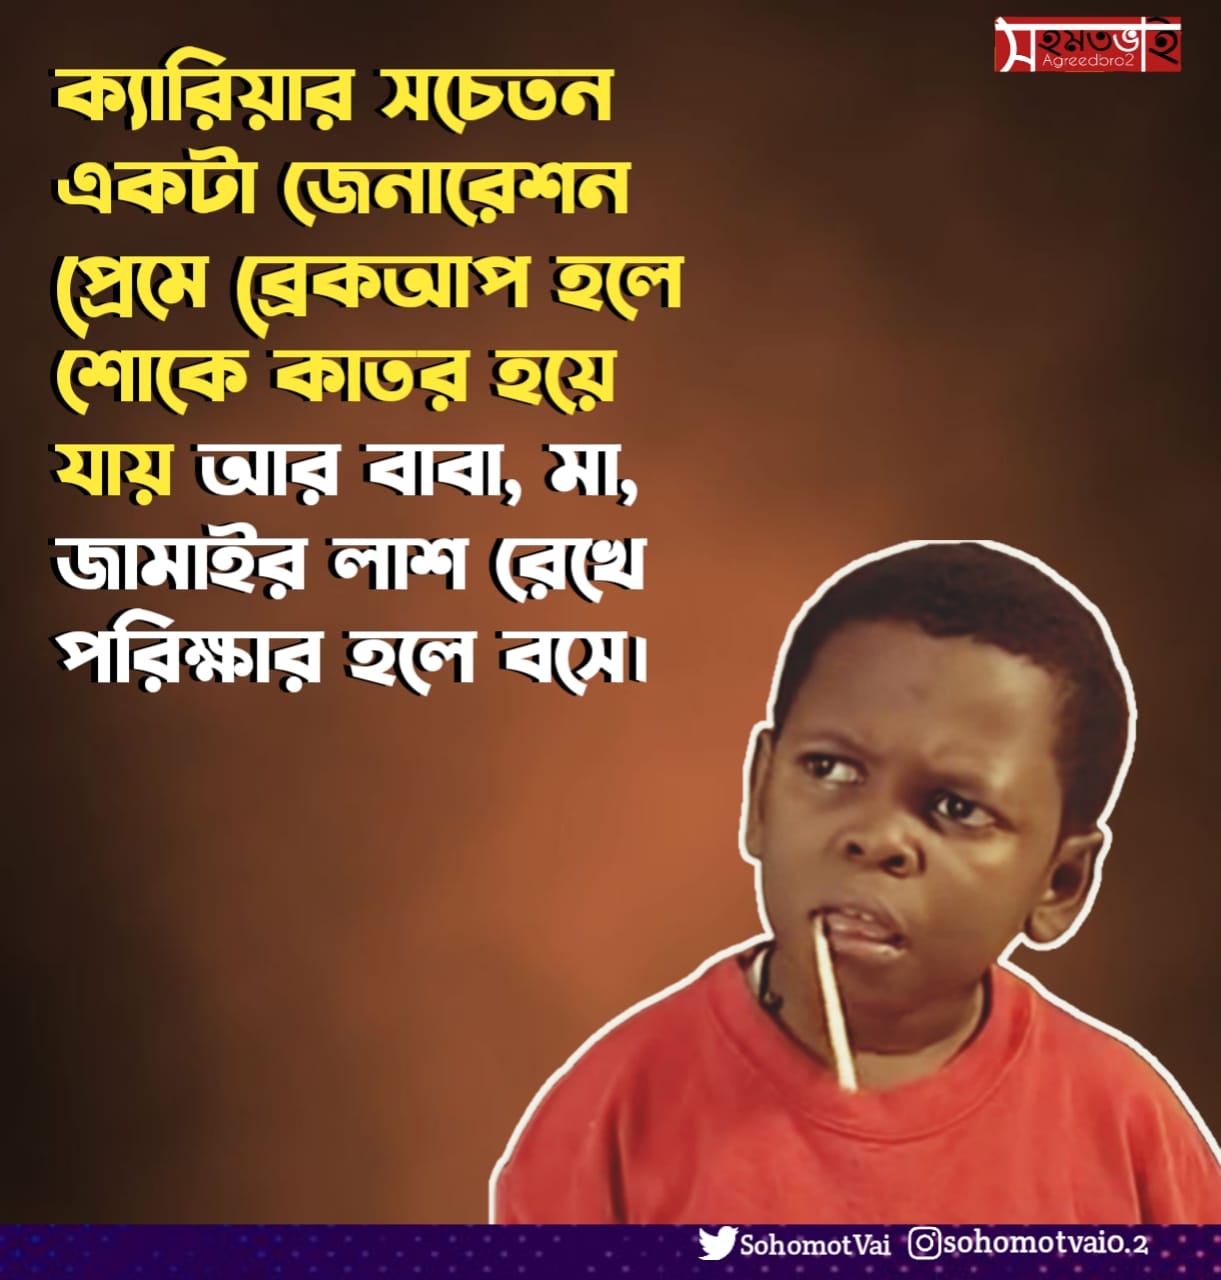 সহমতভাই
Agreedbro2
ক্যারিয়ার সচেতন
একটা জেনারেশন
প্রেমে ব্রেকআপ হলে
শোকে কাতর হয়ে
যায় আর বাবা, মা,
জামাইর লাশ রেখে
পরিক্ষার হলে বসে।
SohomotVai sohomotvaio.2